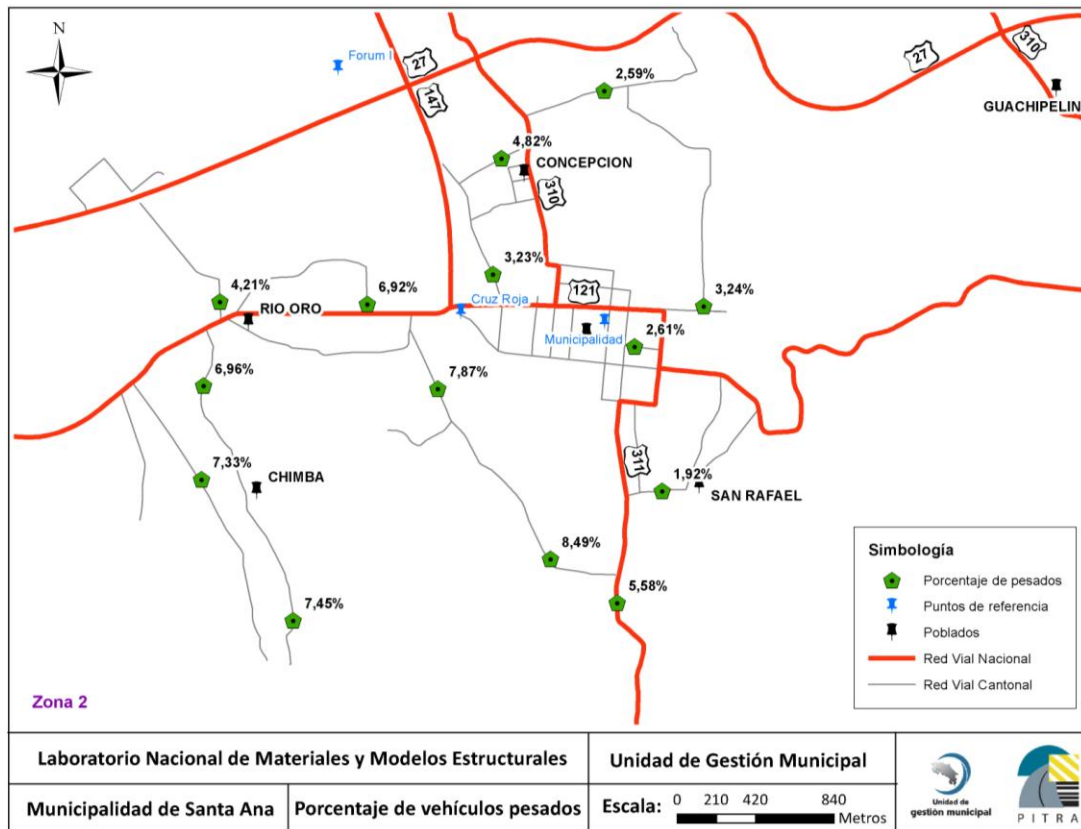 N
Forum I
27
147
2,59%
27
310
GUACHIPELIN
4,82%
CONCEPCION
310
3,23%
4,21%
6,92%
Cruz Roja
121
3,24%
RIO ORO
Municipalidad
2,61%
6,96%
7,87%
7,33%
CHIMBA
311
1,92%
SAN RAFAEL
8,49%
5,58%
7,45%
Simbología
Porcentaje de pesados
Puntos de referencia
Poblados
Red Vial Nacional
Red Vial Cantonal
Zona 2
Laboratorio Nacional de Materiales y Modelos Estructurales
Unidad de Gestión Municipal
Municipalidad de Santa Ana
Porcentaje de vehículos pesados
Escala: 0 210 420 840
Metros
Unidad de
gestión municipal
PITRA